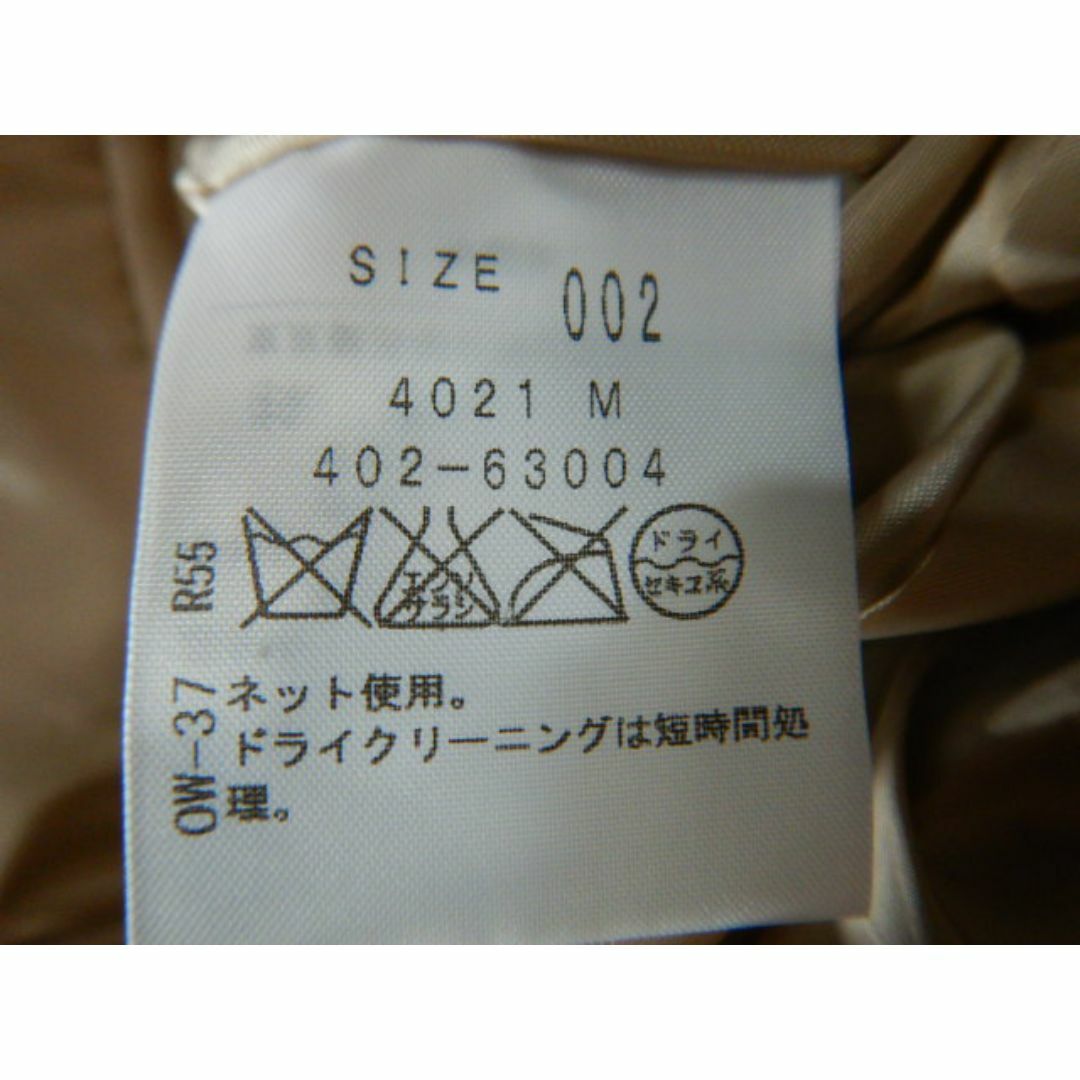 SIZE 002
4021 M
402-63004
エンソ
サラシ
ドライ
セキユ系
ネット使用。
ドライクリーニングは短時間処
理。
OW-37 R55